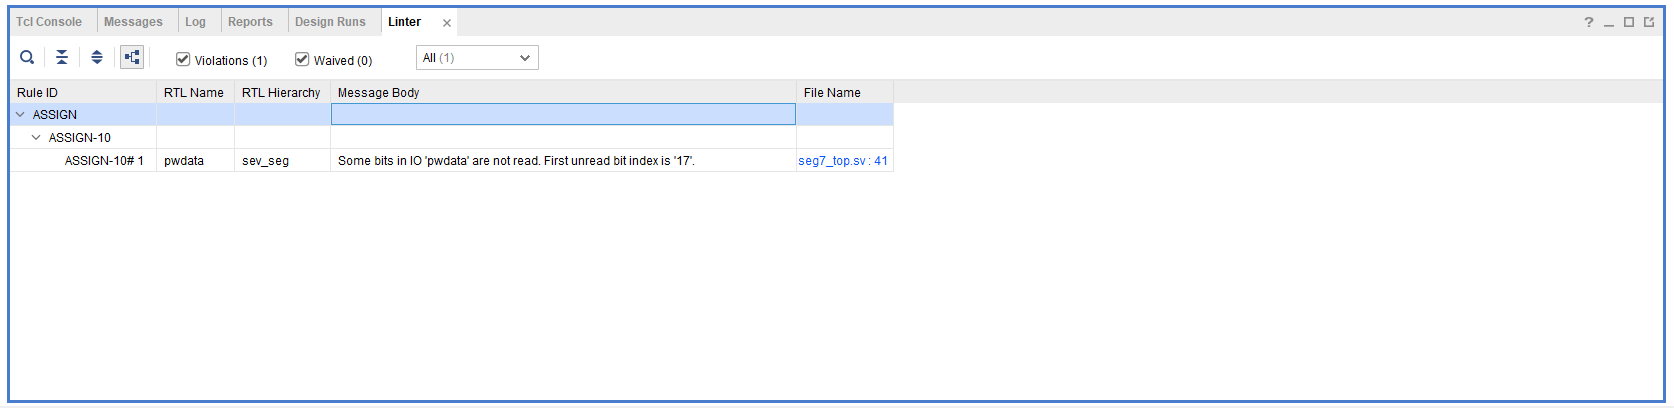 Tcl Console Messages Log Reports Design Runs Linter × ?
Violations (1) Waived (0) All (1)
Rule ID RTL Name RTL Hierarchy Message Body File Name
ASSIGN
ASSIGN-10
ASSIGN-10# 1 pwdata sev_seg Some bits in IO 'pwdata' are not read. First unread bit index is '17'. seg7_top.sv : 41